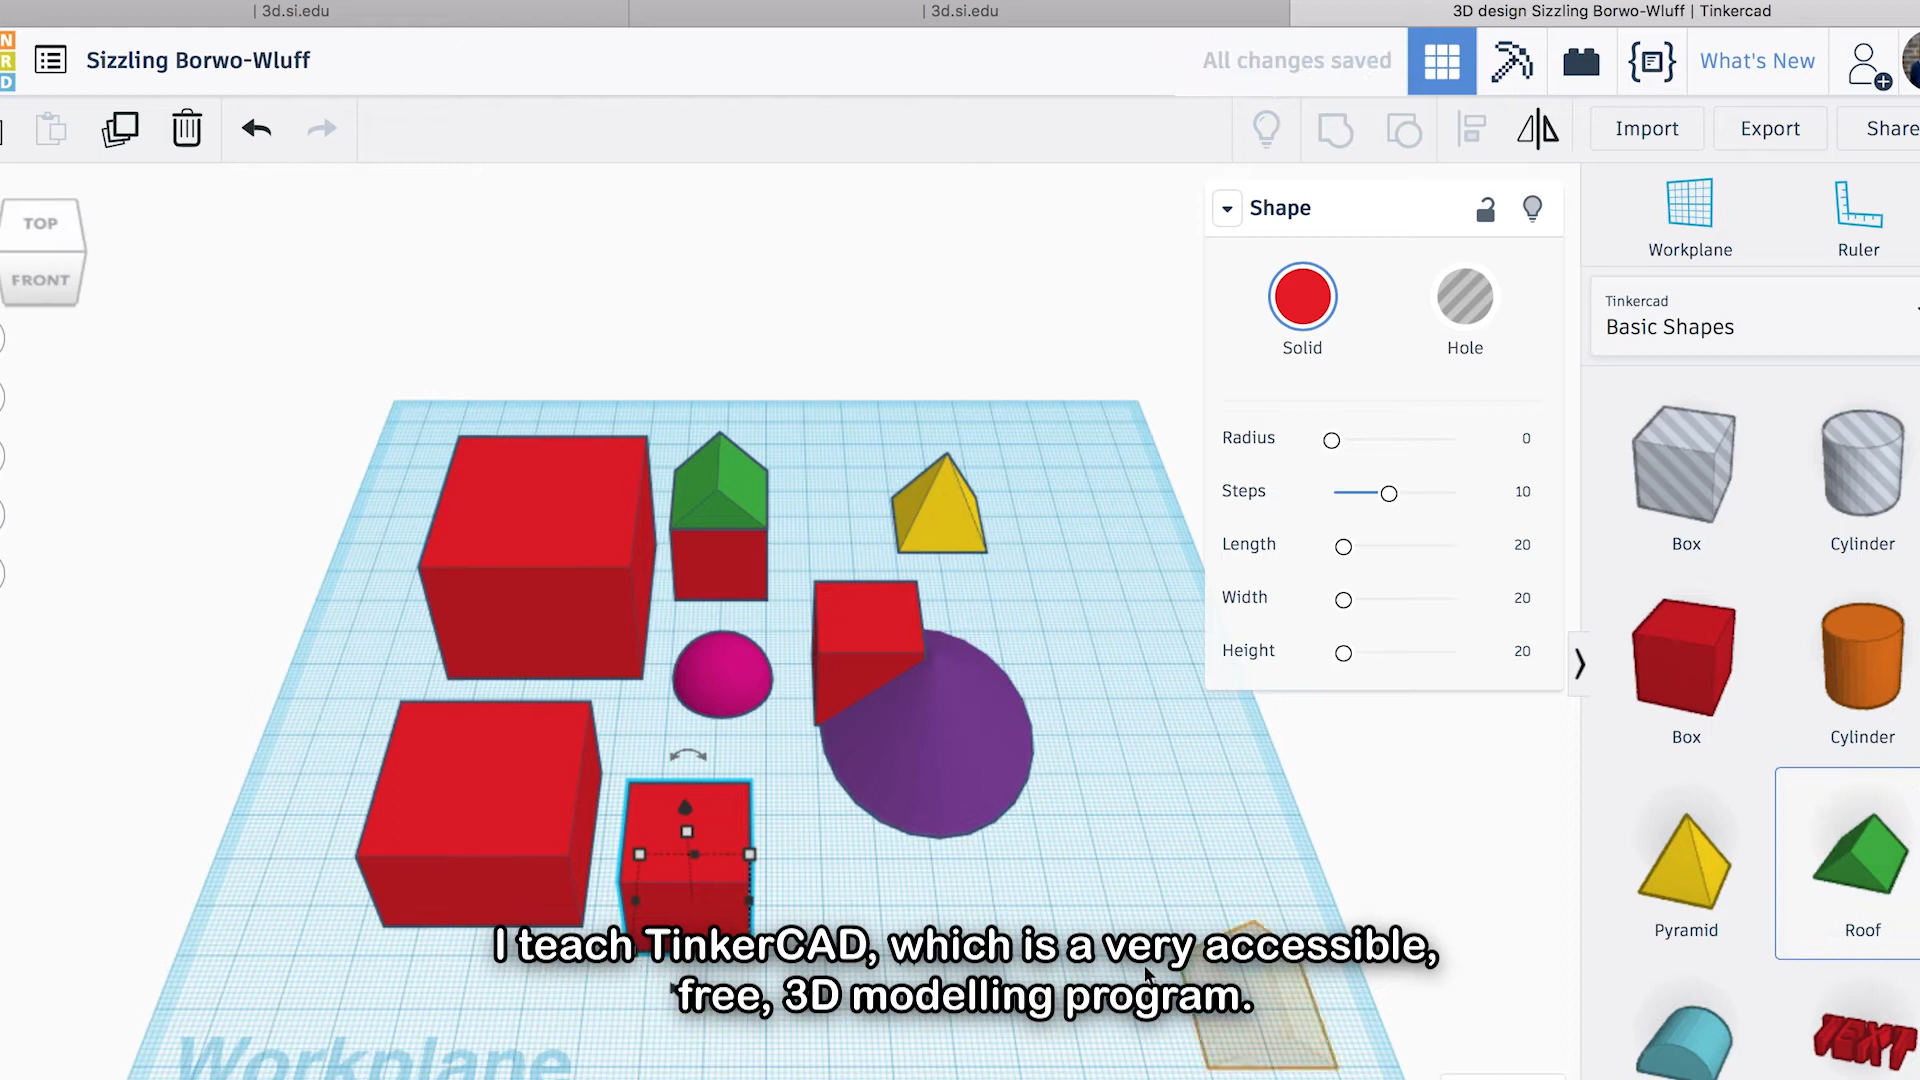 | 3d.si.edu
| 3d.si.edu
3D design Sizzling Borwo-Wluff | Tinkercad
N
R
D
Sizzling Borwo-Wluff
All changes saved
What's New
Import
Export
Share
TOP
FRONT
Shape
Solid
Hole
Radius 0
Steps 10
Length 20
Width 20
Height 20
Workplane
Ruler
Tinkercad
Basic Shapes
Box
Cylinder
Box
Cylinder
Pyramid
Roof
TEXT
Workplane
I teach TinkerCAD, which is a very accessible,
free, 3D modelling program.